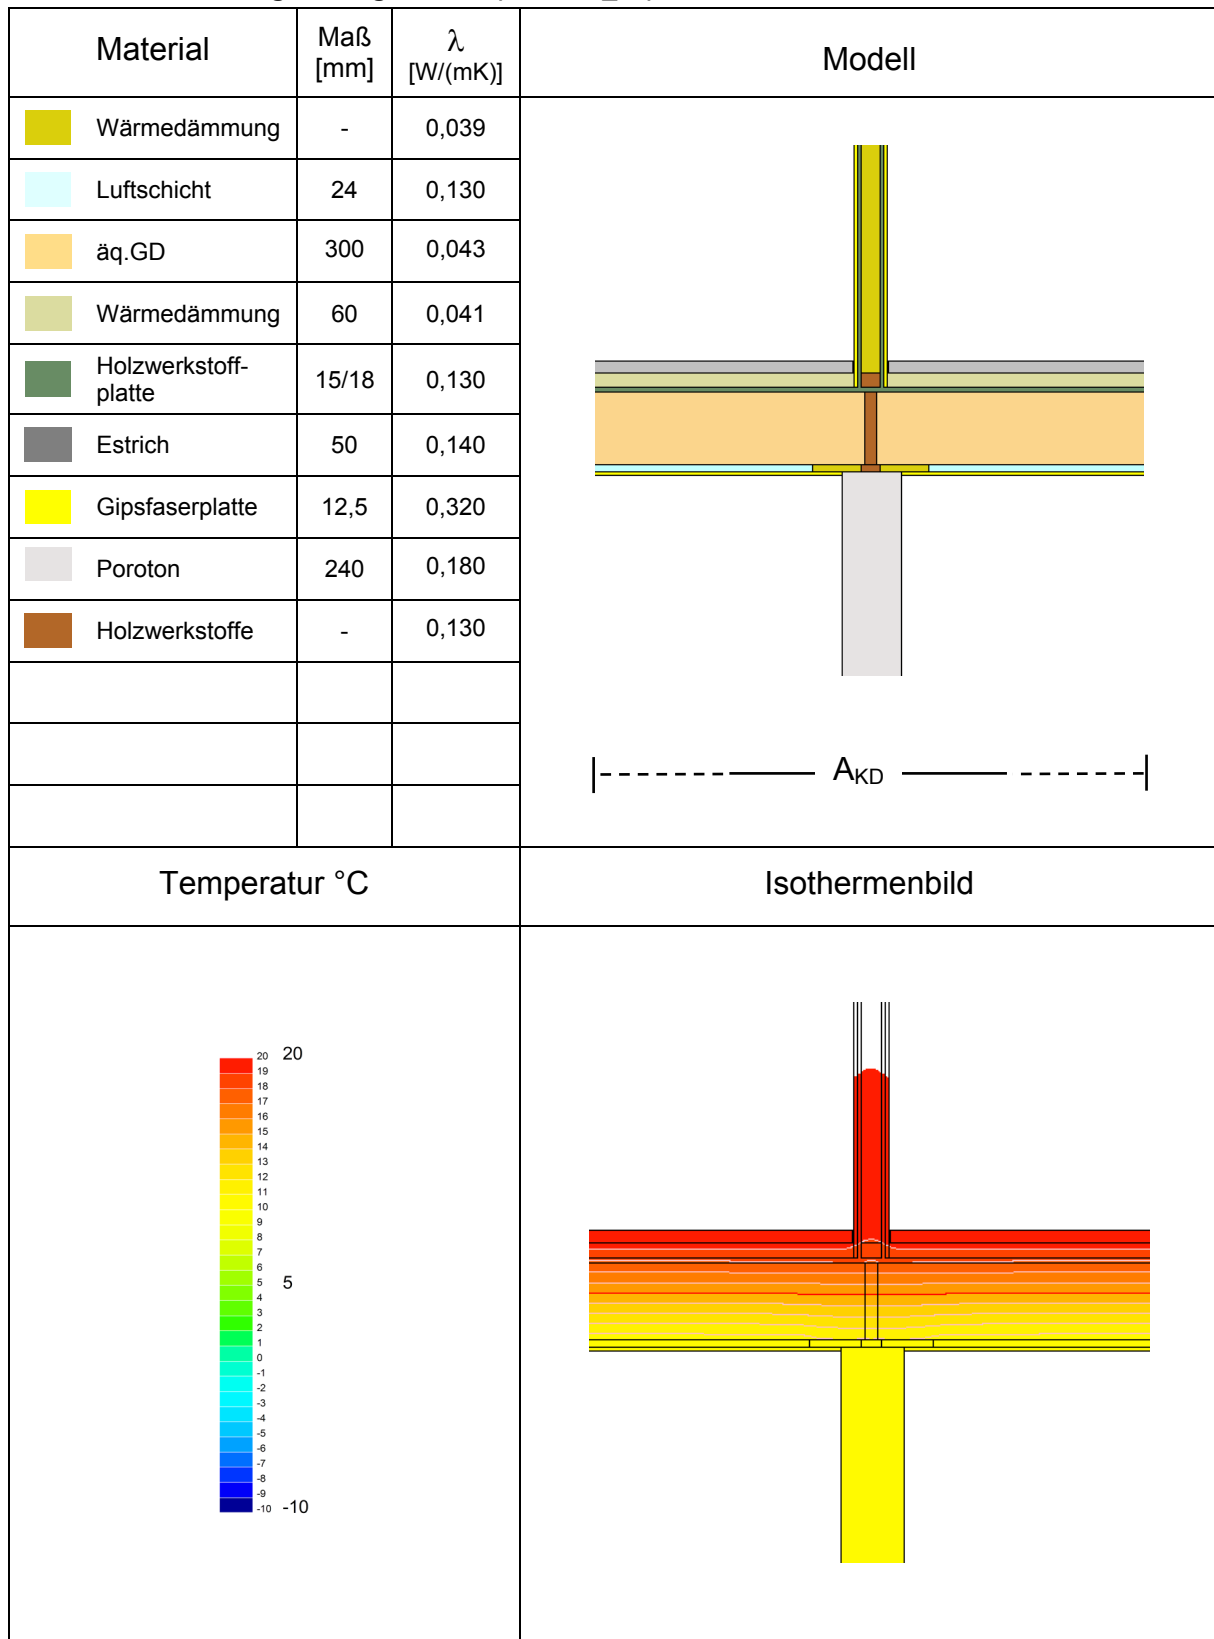 Material
Maß
[mm]
λ
[W/(mK)]
Modell
Wärmedämmung - 0,039
Luftschicht 24 0,130
äq.GD 300 0,043
Wärmedämmung 60 0,041
Holzwerkstoff-
platte 15/18 0,130
Estrich 50 0,140
Gipsfaserplatte 12,5 0,320
Poroton 240 0,180
Holzwerkstoffe - 0,130
AKD
Temperatur °C
Isothermenbild
20 20
19
18
17
16
15
14
13
12
11
10
9
8
7
6
5 5
4
3
2
1
0
-1
-2
-3
-4
-5
-6
-7
-8
-9
-10 -10